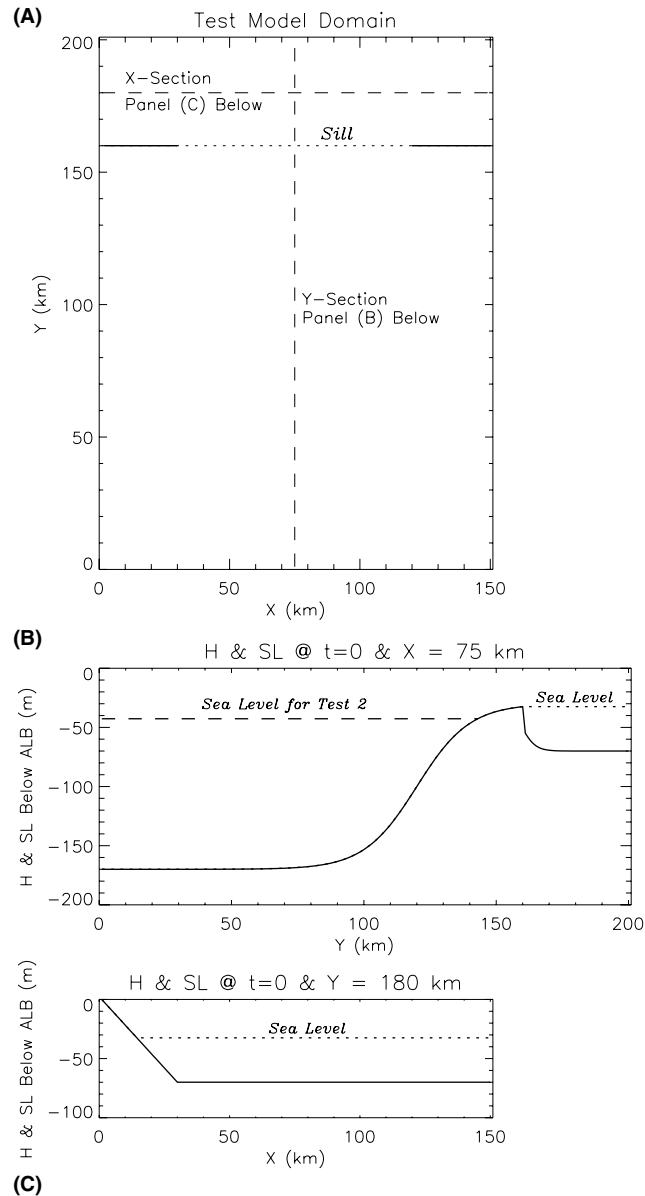 (A)
Test Model Domain
200
X-Section
Panel (C) Below
Sill
150
Y-Section
Panel (B) Below
100
Y (km)
50
0
0 50 100 150
X (km)
(B)
H & SL @ t=0 & X = 75 km
0
Sea Level for Test 2
Sea Level
-50
-100
-150
-200
H & SL Below ALB (m)
0 50 100 150 200
Y (km)
H & SL @ t=0 & Y = 180 km
0
Sea Level
-50
-100
H & SL Below ALB (m)
0 50 100 150
X (km)
(C)